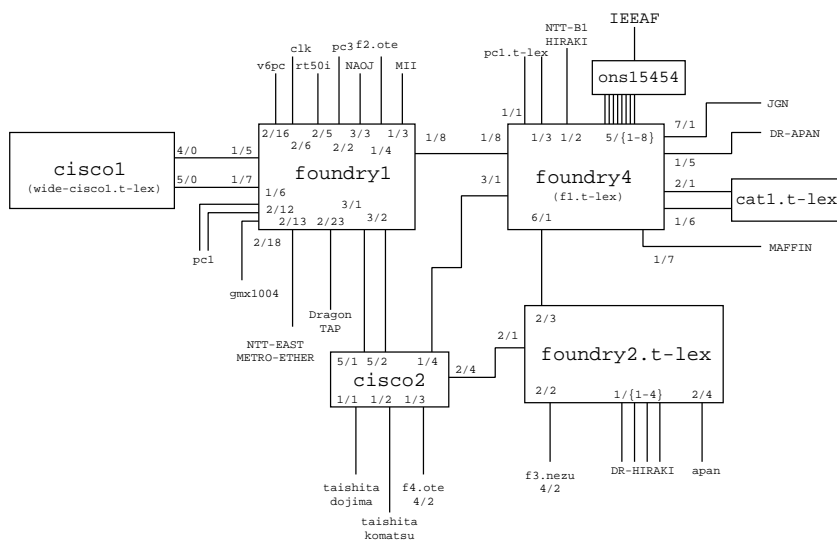 IEEAF
NTT-B1
HIRAKI
clk
pc3
f2.ote
pc1.t-lex
v6pc
rt50i
NAOJ
MII
ons15454
1/1
JGN
2/16
2/5
3/3
1/3
1/3
1/2
5/{1-8}
7/1
2/6
2/2
1/4
1/8
1/8
DR-APAN
4/0
1/5
1/5
cisco1
(wide-cisco1.t-lex)
foundry1
foundry4
(f1.t-lex)
3/1
2/1
5/0
1/7
1/6
cat1.t-lex
2/12
3/1
2/13
2/23
3/2
6/1
1/6
2/18
MAFFIN
pc1
1/7
gmx1004
Dragon
TAP
2/3
NTT-EAST
METRO-ETHER
2/1
foundry2.t-lex
5/1
5/2
1/4
cisco2
2/4
1/1
1/2
1/3
2/2
1/{1-4}
2/4
taishita
dojima
f4.ote
4/2
f3.nezu
4/2
DR-HIRAKI
apan
taishita
komatsu